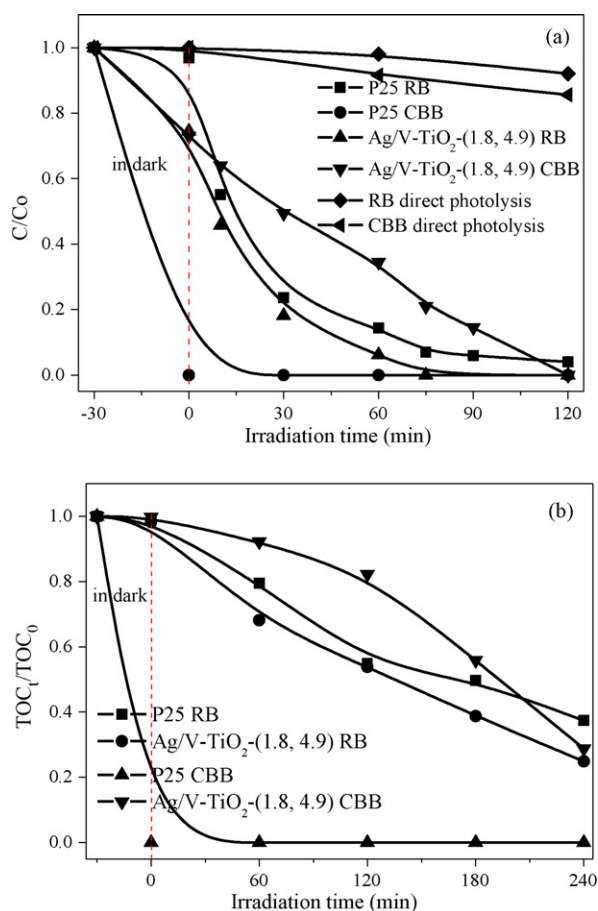 (a)
P25 RB
P25 CBB
Ag/V-TiO₂-(1.8, 4.9) RB
Ag/V-TiO₂-(1.8, 4.9) CBB
RB direct photolysis
CBB direct photolysis
in dark
C/Co
1.0
0.8
0.6
0.4
0.2
0.0
-30 0 30 60 90 120
Irradiation time (min)
(b)
in dark
TOCₜ/TOC₀
1.0
0.8
0.6
0.4
0.2
0.0
P25 RB
Ag/V-TiO₂-(1.8, 4.9) RB
P25 CBB
Ag/V-TiO₂-(1.8, 4.9) CBB
0 60 120 180 240
Irradiation time (min)